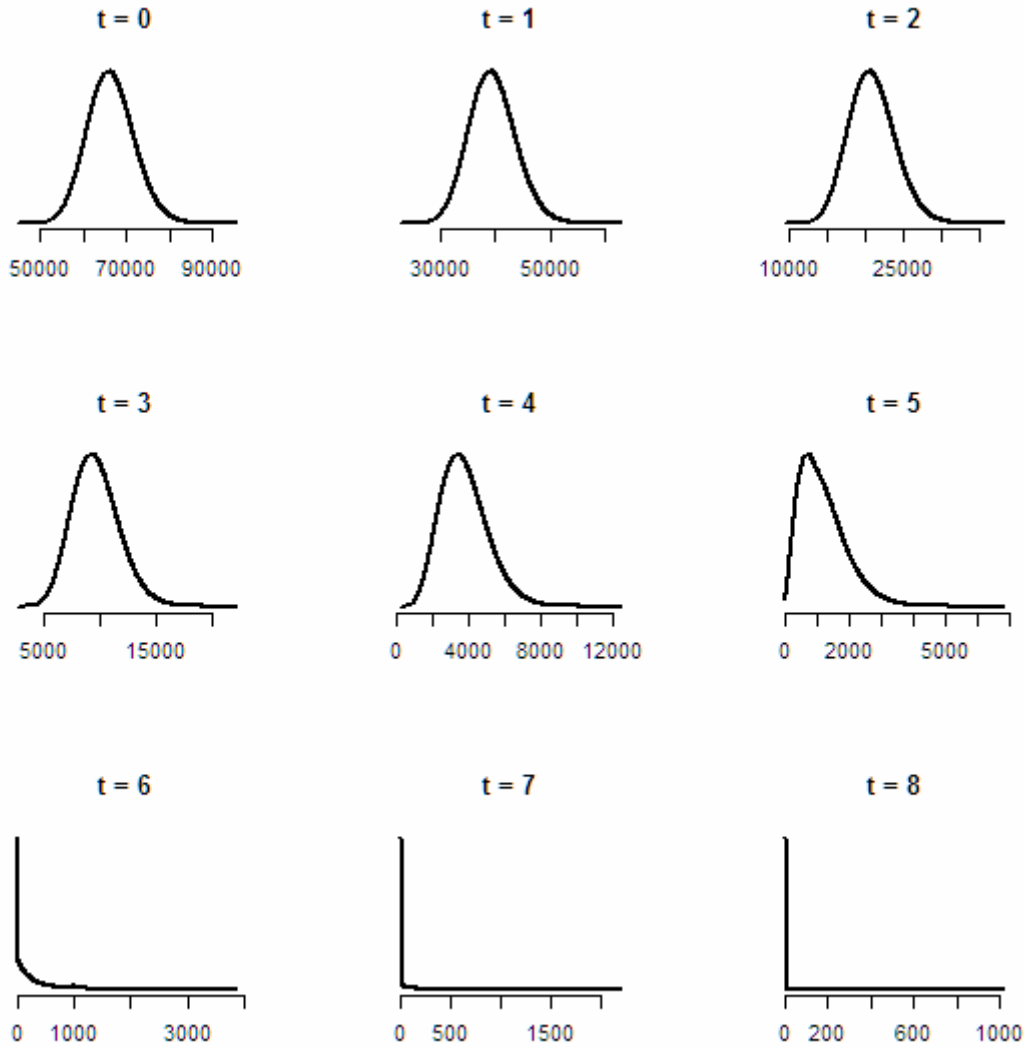 t = 0
t = 1
t = 2
50000 70000 90000
30000 50000
10000 25000
t = 3
t = 4
t = 5
5000 15000
0 4000 8000 12000
0 2000 5000
t = 6
t = 7
t = 8
0 1000 3000
0 500 1500
0 200 600 1000